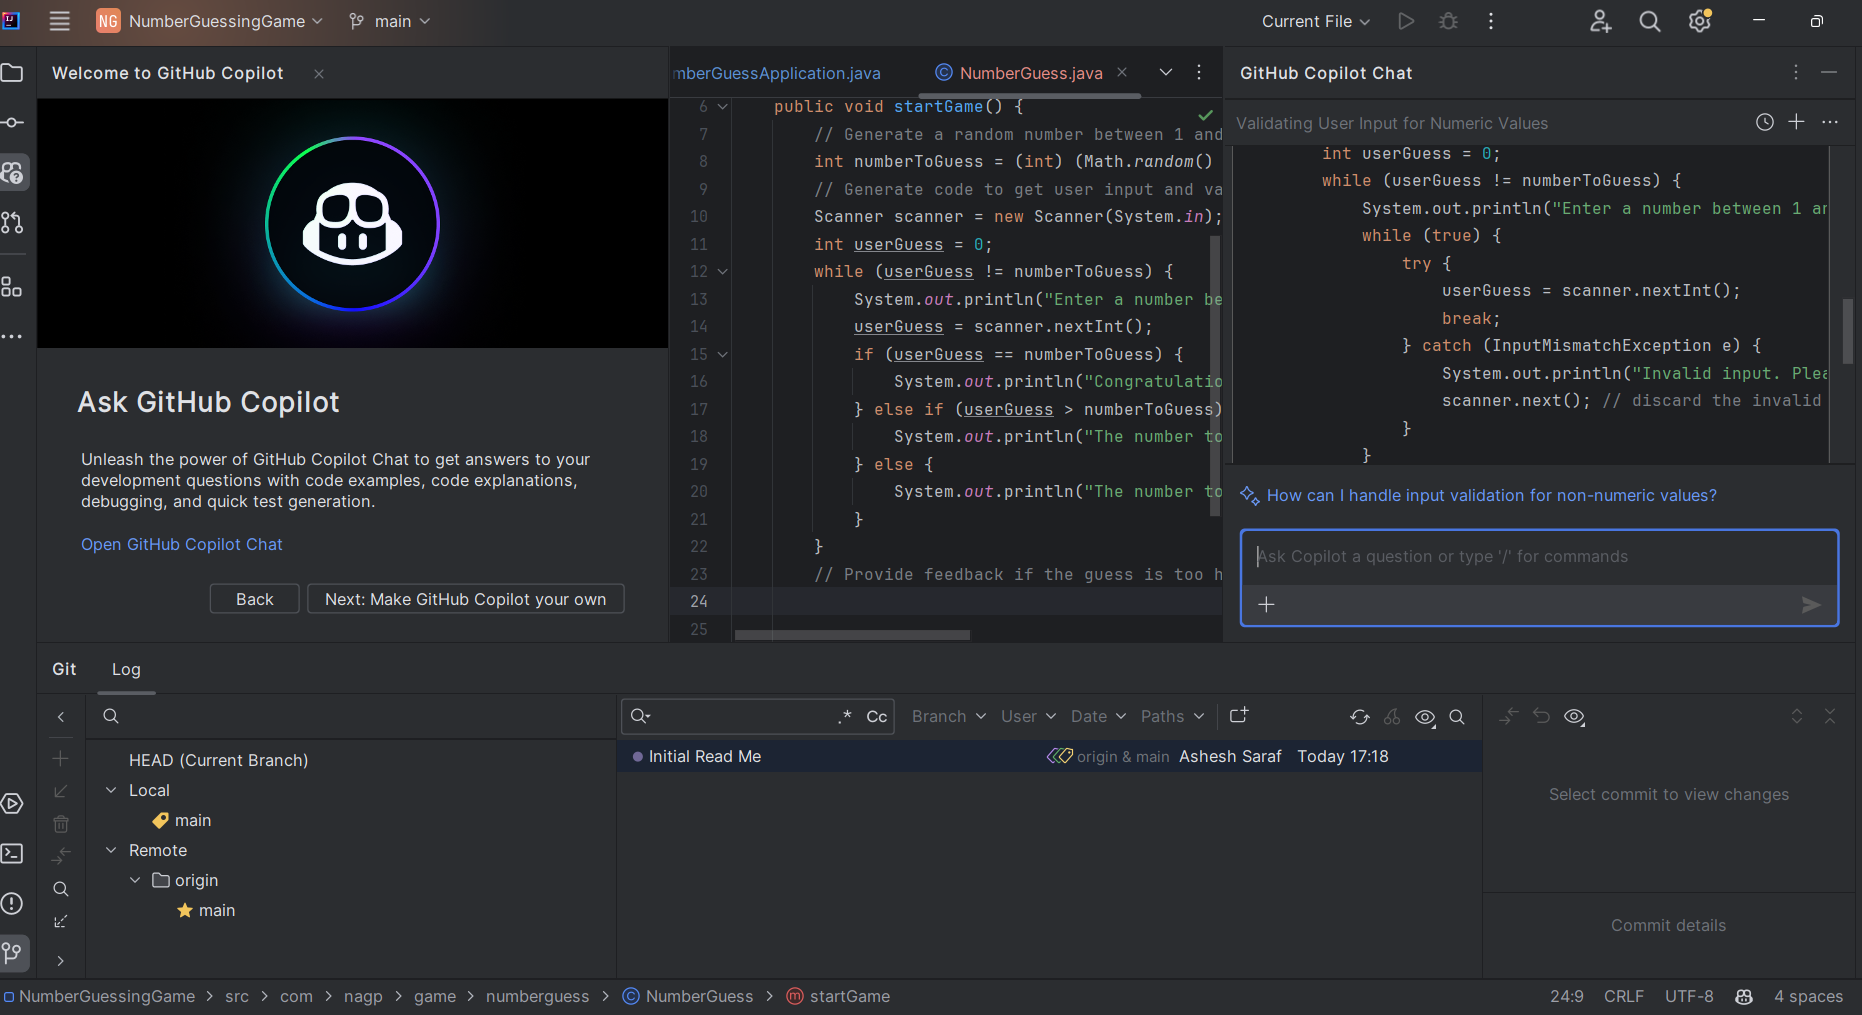 NG NumberGuessingGame main Current File
Welcome to GitHub Copilot
Ask GitHub Copilot
Unleash the power of GitHub Copilot Chat to get answers to your
development questions with code examples, code explanations,
debugging, and quick test generation.
Open GitHub Copilot Chat
Back Next: Make GitHub Copilot your own
mberGuessApplication.java NumberGuess.java
6 public void startGame() {
7 // Generate a random number between 1 and
8 int numberToGuess = (int) (Math.random()
9 // Generate code to get user input and va
10 Scanner scanner = new Scanner(System.in);
11 int userGuess = 0;
12 while (userGuess != numberToGuess) {
13 System.out.println("Enter a number be
14 userGuess = scanner.nextInt();
15 if (userGuess == numberToGuess) {
16 System.out.println("Congratulatio
17 } else if (userGuess > numberToGuess)
18 System.out.println("The number to
19 } else {
20 System.out.println("The number to
21 }
22 }
23 // Provide feedback if the guess is too h
24
25
GitHub Copilot Chat
Validating User Input for Numeric Values
int userGuess = 0;
while (userGuess != numberToGuess) {
System.out.println("Enter a number between 1 an
while (true) {
try {
userGuess = scanner.nextInt();
break;
} catch (InputMismatchException e) {
System.out.println("Invalid input. Plea
scanner.next(); // discard the invalid
}
}
How can I handle input validation for non-numeric values?
Ask Copilot a question or type '/' for commands
Git Log
.* Cc Branch User Date Paths
HEAD (Current Branch)
Local
main
Remote
origin
main
Initial Read Me origin & main Ashesh Saraf Today 17:18
Select commit to view changes
Commit details
NumberGuessingGame > src > com > nagp > game > numberguess > NumberGuess > startGame 24:9 CRLF UTF-8 4 spaces